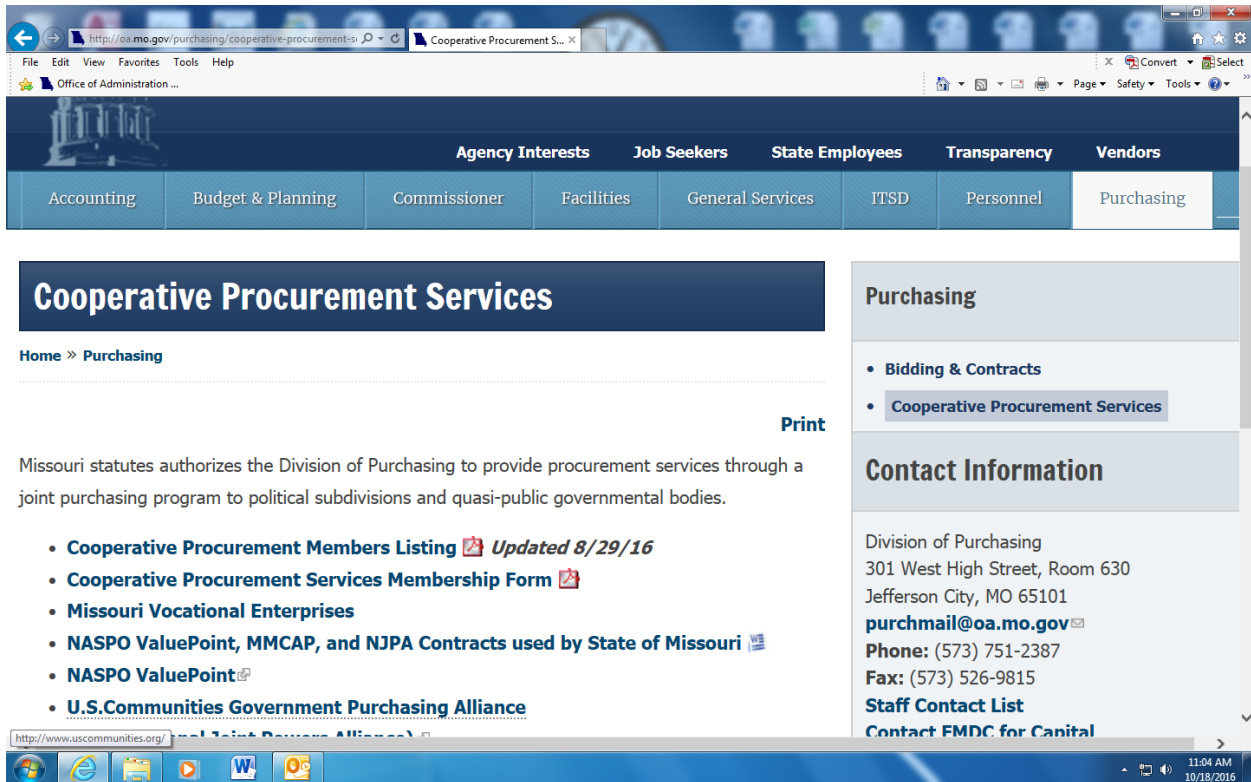 http://oa.mo.gov/purchasing/cooperative-procurement-s
Cooperative Procurement S...
File Edit View Favorites Tools Help
Convert
Select
Office of Administration ...
Page Safety Tools
Agency Interests Job Seekers State Employees Transparency Vendors
Accounting Budget & Planning Commissioner Facilities General Services ITSD Personnel Purchasing
Cooperative Procurement Services
Home » Purchasing
Print
Missouri statutes authorizes the Division of Purchasing to provide procurement services through a
joint purchasing program to political subdivisions and quasi-public governmental bodies.
• Cooperative Procurement Members Listing Updated 8/29/16
• Cooperative Procurement Services Membership Form
• Missouri Vocational Enterprises
• NASPO ValuePoint, MMCAP, and NJPA Contracts used by State of Missouri
• NASPO ValuePoint
• U.S.Communities Government Purchasing Alliance
Joint Powers Alliance)
http://www.uscommunities.org/
Purchasing
• Bidding & Contracts
• Cooperative Procurement Services
Contact Information
Division of Purchasing
301 West High Street, Room 630
Jefferson City, MO 65101
purchmail@oa.mo.gov
Phone: (573) 751-2387
Fax: (573) 526-9815
Staff Contact List
Contact FMDC for Capital
11:04 AM
10/18/2016